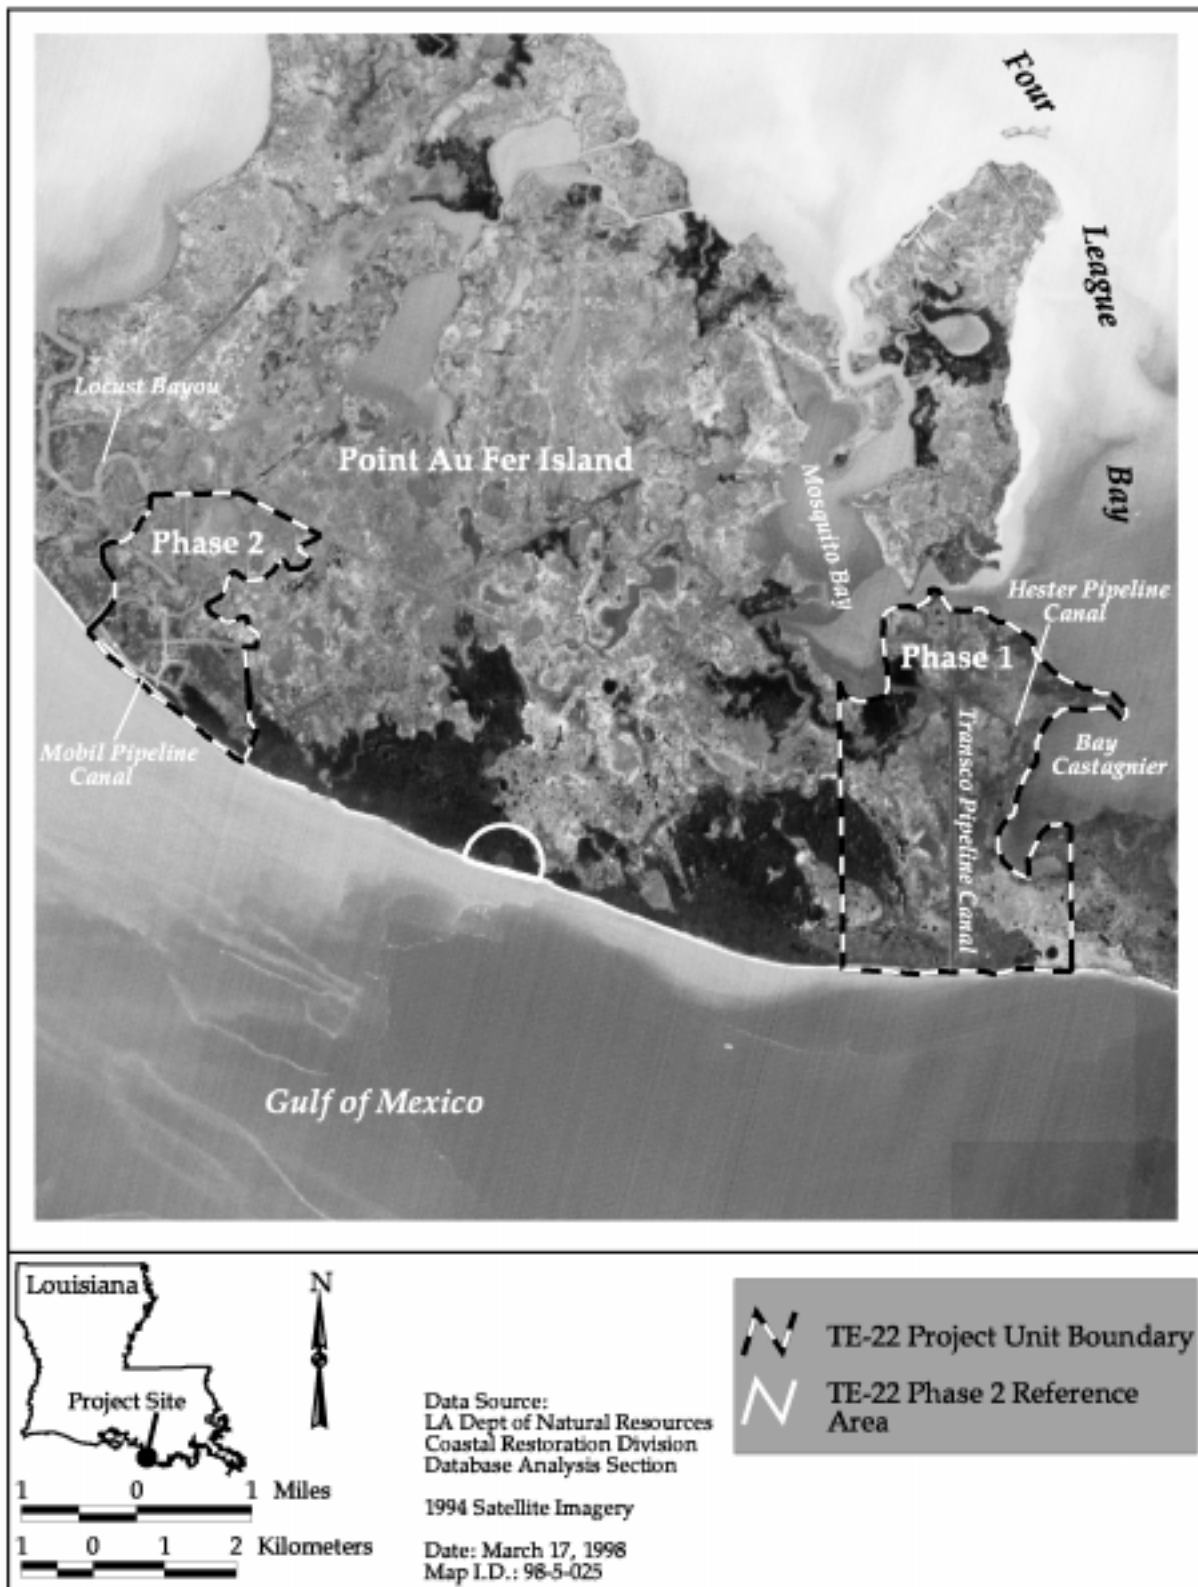 Four
League
Bay
Locust Bayou
Point Au Fer Island
Mosquito Bay
Phase 2
Hester Pipeline
Canal
Phase 1
Transco Pipeline Canal
Mobil Pipeline
Canal
Bay
Castagnier
Gulf of Mexico
Louisiana
Project Site
N
1 0 1 Miles
1 0 1 2 Kilometers
Data Source:
LA Dept of Natural Resources
Coastal Restoration Division
Database Analysis Section
1994 Satellite Imagery
Date: March 17, 1998
Map I.D.: 98-5-025
TE-22 Project Unit Boundary
TE-22 Phase 2 Reference
Area